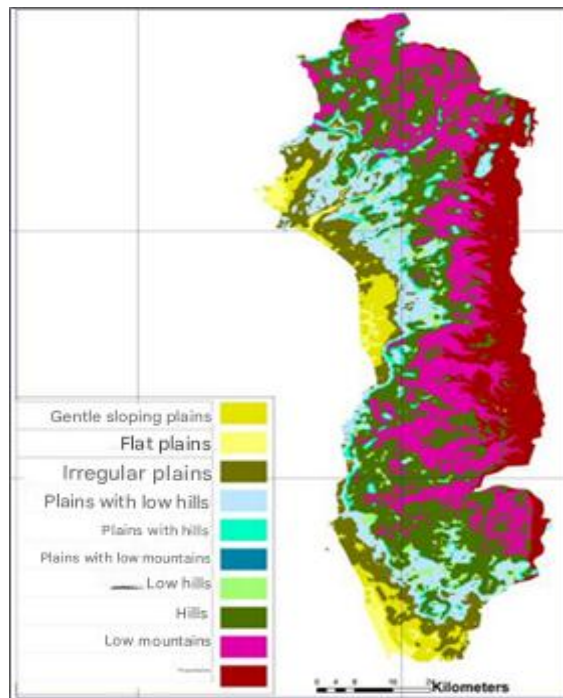 Gentle sloping plains
Flat plains
Irregular plains
Plains with low hills
Plains with hills
Plains with low mountains
Low hills
Hills
Low mountains
Kilometers